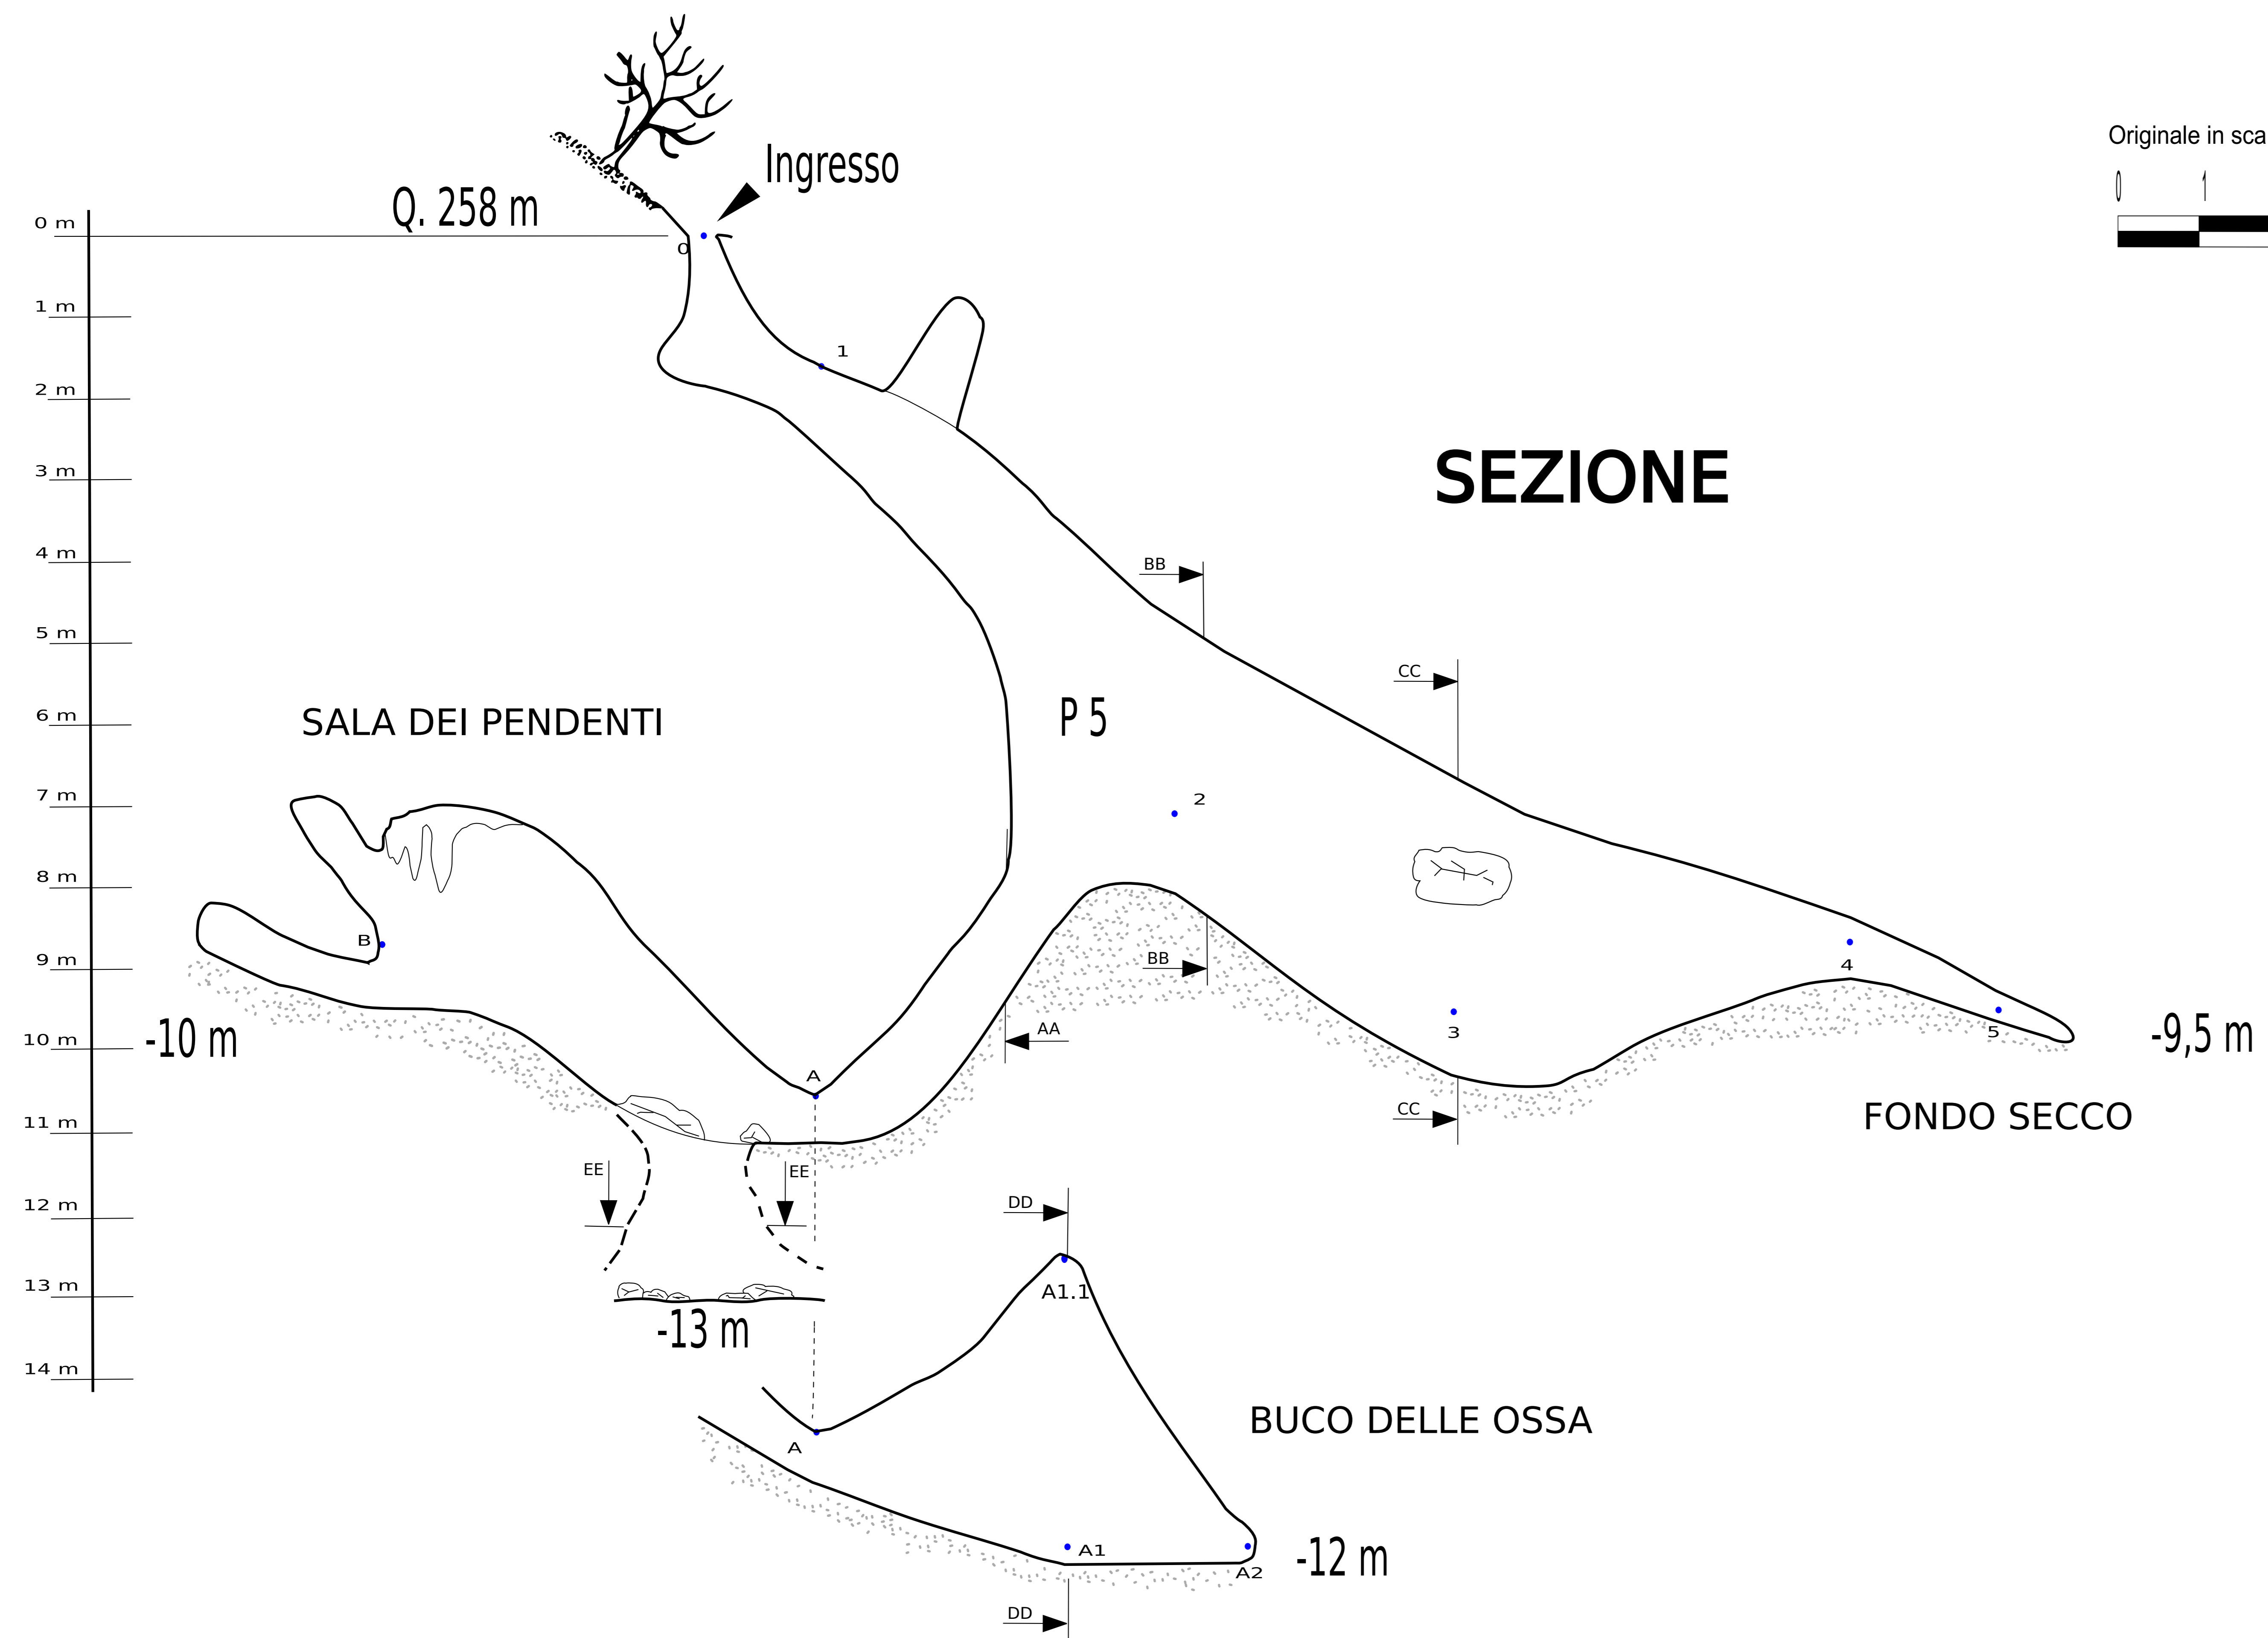 Originale in sca
0 1
Ingresso
Q. 258 m
0 m
0
1 m
1
2 m
3 m
SEZIONE
4 m
BB
5 m
CC
6 m
SALA DEI PENDENTI
P 5
7 m
2
8 m
B
9 m
BB
4
-10 m
10 m
AA
3
5
-9,5 m
A
11 m
CC
FONDO SECCO
EE
EE
12 m
DD
13 m
A1.1
-13 m
14 m
BUCO DELLE OSSA
A
A1
A2
-12 m
DD